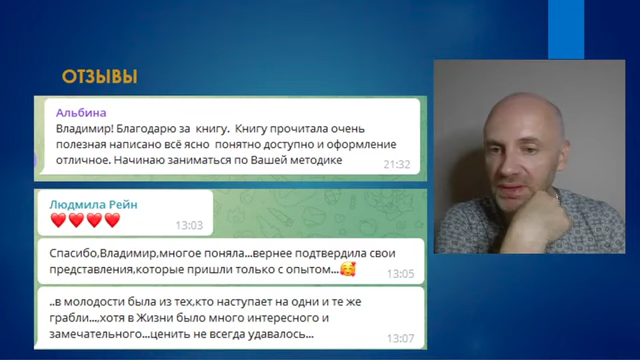 ОТЗЫВЫ
Альбина
Владимир! Благодарю за книгу. Книгу прочитала очень
полезная написано всё ясно понятно доступно и оформление
отличное. Начинаю заниматься по Вашей методике
21:32
Людмила Рейн
❤️❤️❤️❤️
13:03
Спасибо,Владимир,многое поняла...вернее подтвердила свои
представления,которые пришли только с опытом...🥰
13:05
..в молодости была из тех,кто наступает на одни и те же
грабли...,хотя в Жизни было много интересного и
замечательного...ценить не всегда удавалось...
13:07